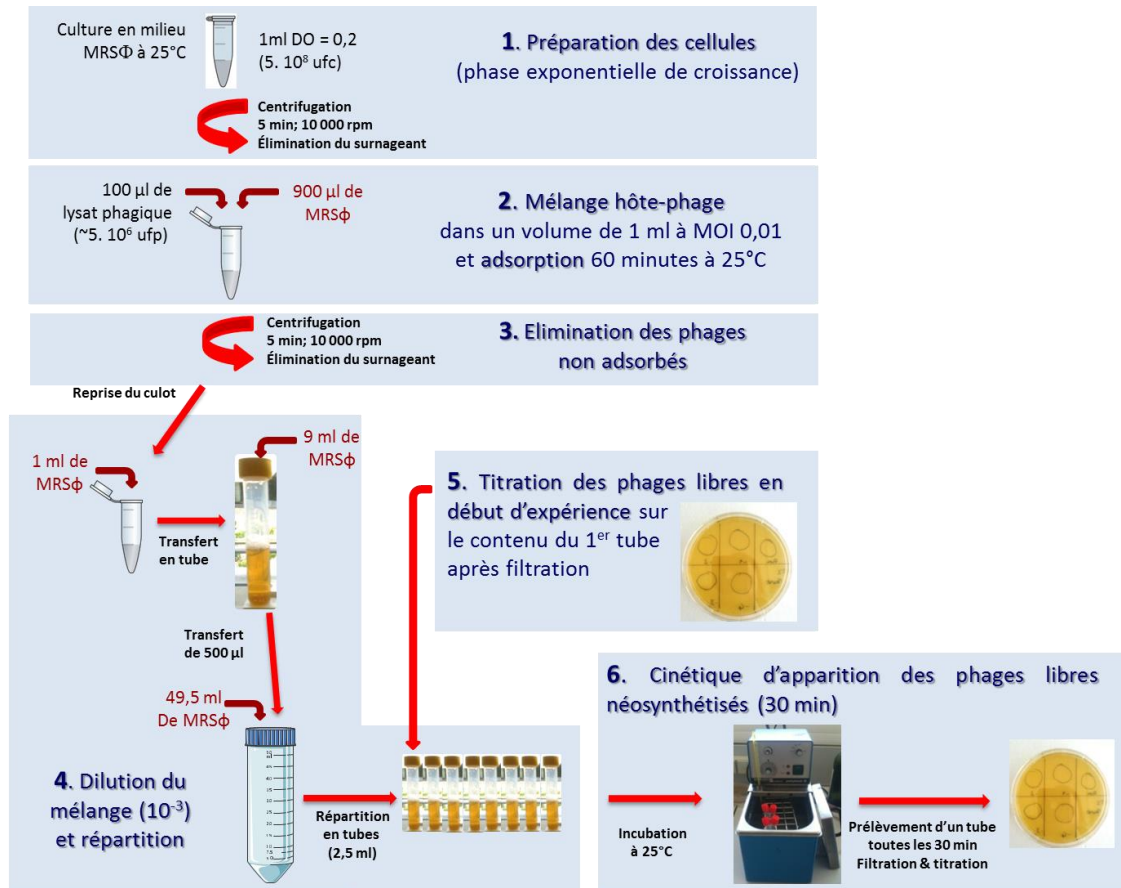 Culture en milieu
MRSΦ à 25°C
1ml DO = 0,2
(5. 10⁸ ufc)
1. Préparation des cellules
(phase exponentielle de croissance)
Centrifugation
5 min; 10 000 rpm
Élimination du surnageant
100 µl de
lysat phagique
(~5. 10⁶ ufp)
900 µl de
MRSϕ
2. Mélange hôte-phage
dans un volume de 1 ml à MOI 0,01
et adsorption 60 minutes à 25°C
Centrifugation
5 min; 10 000 rpm
Élimination du surnageant
3. Elimination des phages
non adsorbés
Reprise du culot
1 ml de
MRSϕ
9 ml de
MRSϕ
Transfert
en tube
5. Titration des phages libres en
début d'expérience sur
le contenu du 1er tube
après filtration
Transfert
de 500 µl
49,5 ml
De MRSϕ
4. Dilution du
mélange (10⁻³)
et répartition
Répartition
en tubes
(2,5 ml)
6. Cinétique d'apparition des phages libres
néosynthétisés (30 min)
Incubation
à 25°C
Prélèvement d'un tube
toutes les 30 min
Filtration & titration